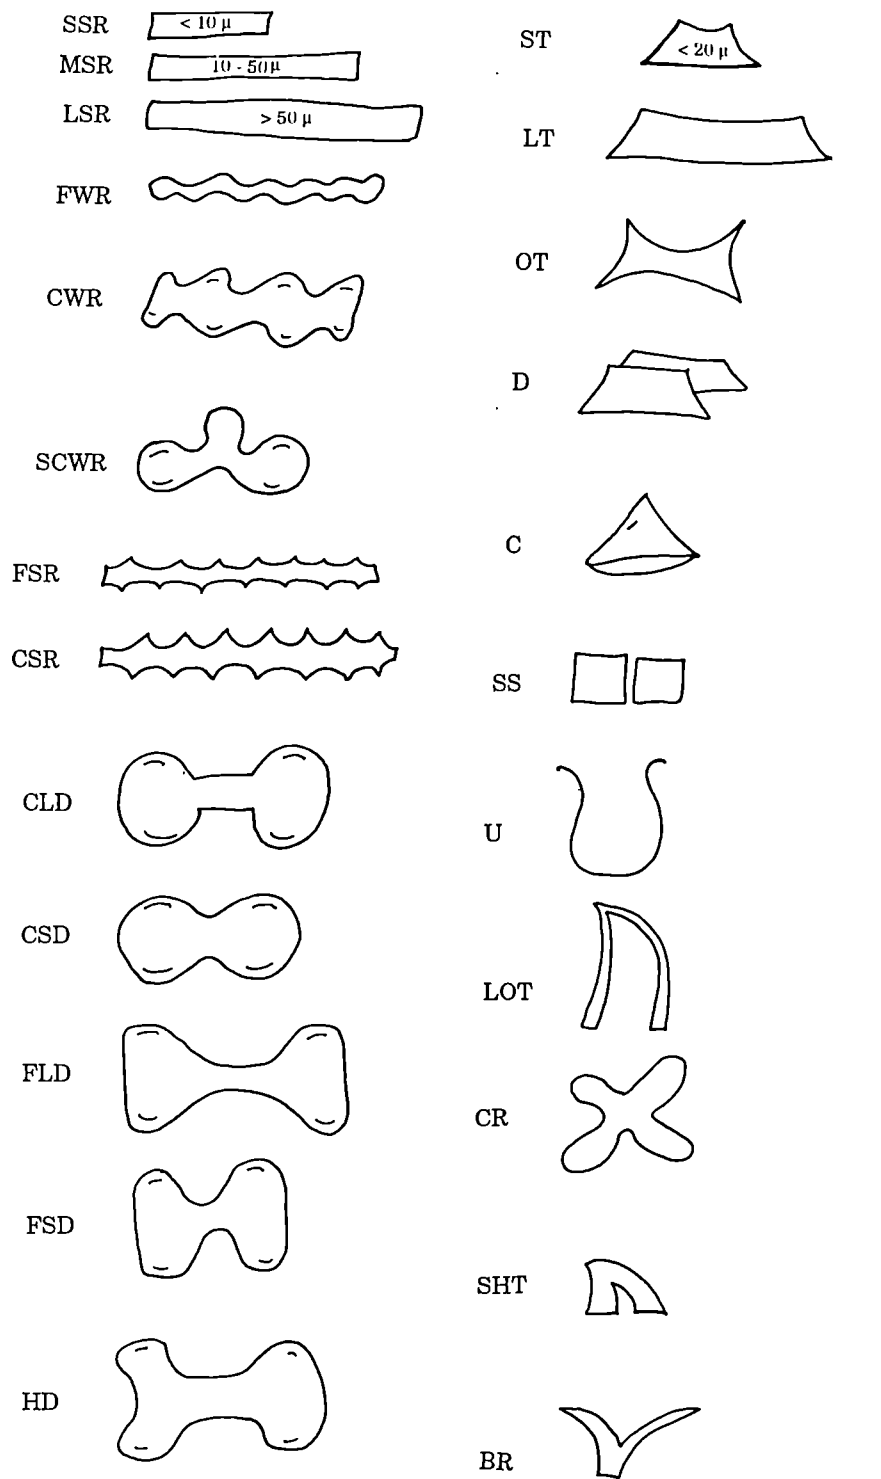 SSR
< 10 μ
MSR
10 - 50μ
LSR
> 50 μ
FWR
CWR
SCWR
FSR
CSR
CLD
CSD
FLD
FSD
HD
ST
< 20 μ
LT
OT
D
C
SS
U
LOT
CR
SHT
BR